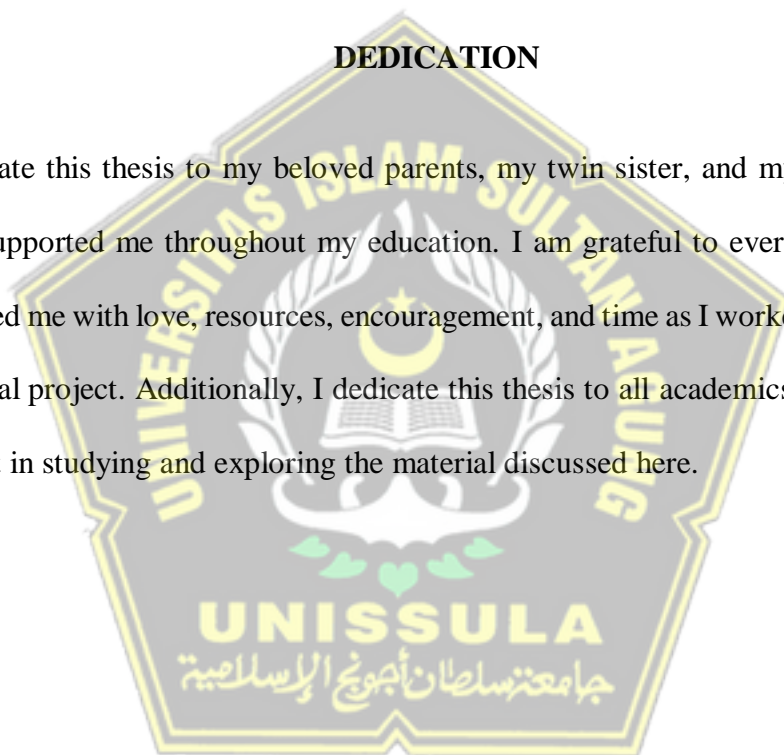 DEDICATION
ate this thesis to my beloved parents, my twin sister, and m
upported me throughout my education. I am grateful to ever
ed me with love, resources, encouragement, and time as I worke
al project. Additionally, I dedicate this thesis to all academics
in studying and exploring the material discussed here.
UNIVERSITAS ISLAM SULTAN AGUNG
UNISSULA
جامعة سلطان أجونج الإسلامية